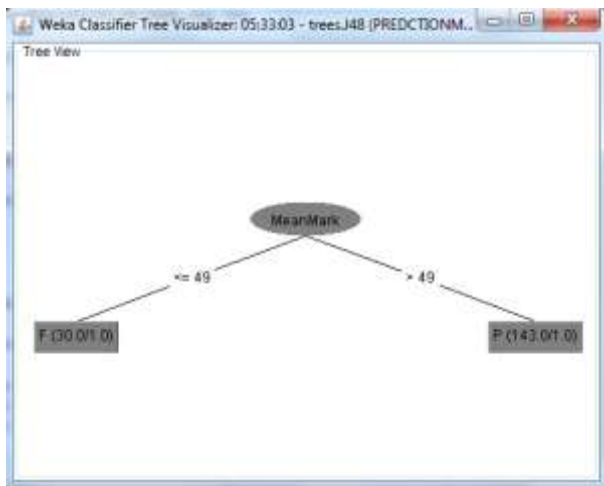 Weka Classifier Tree Visualizer: 05:33:03 - trees.J48 (PREDCTIONM...
Tree View
MeanMark
<= 49
> 49
F (30.0/1.0)
P (143.0/1.0)